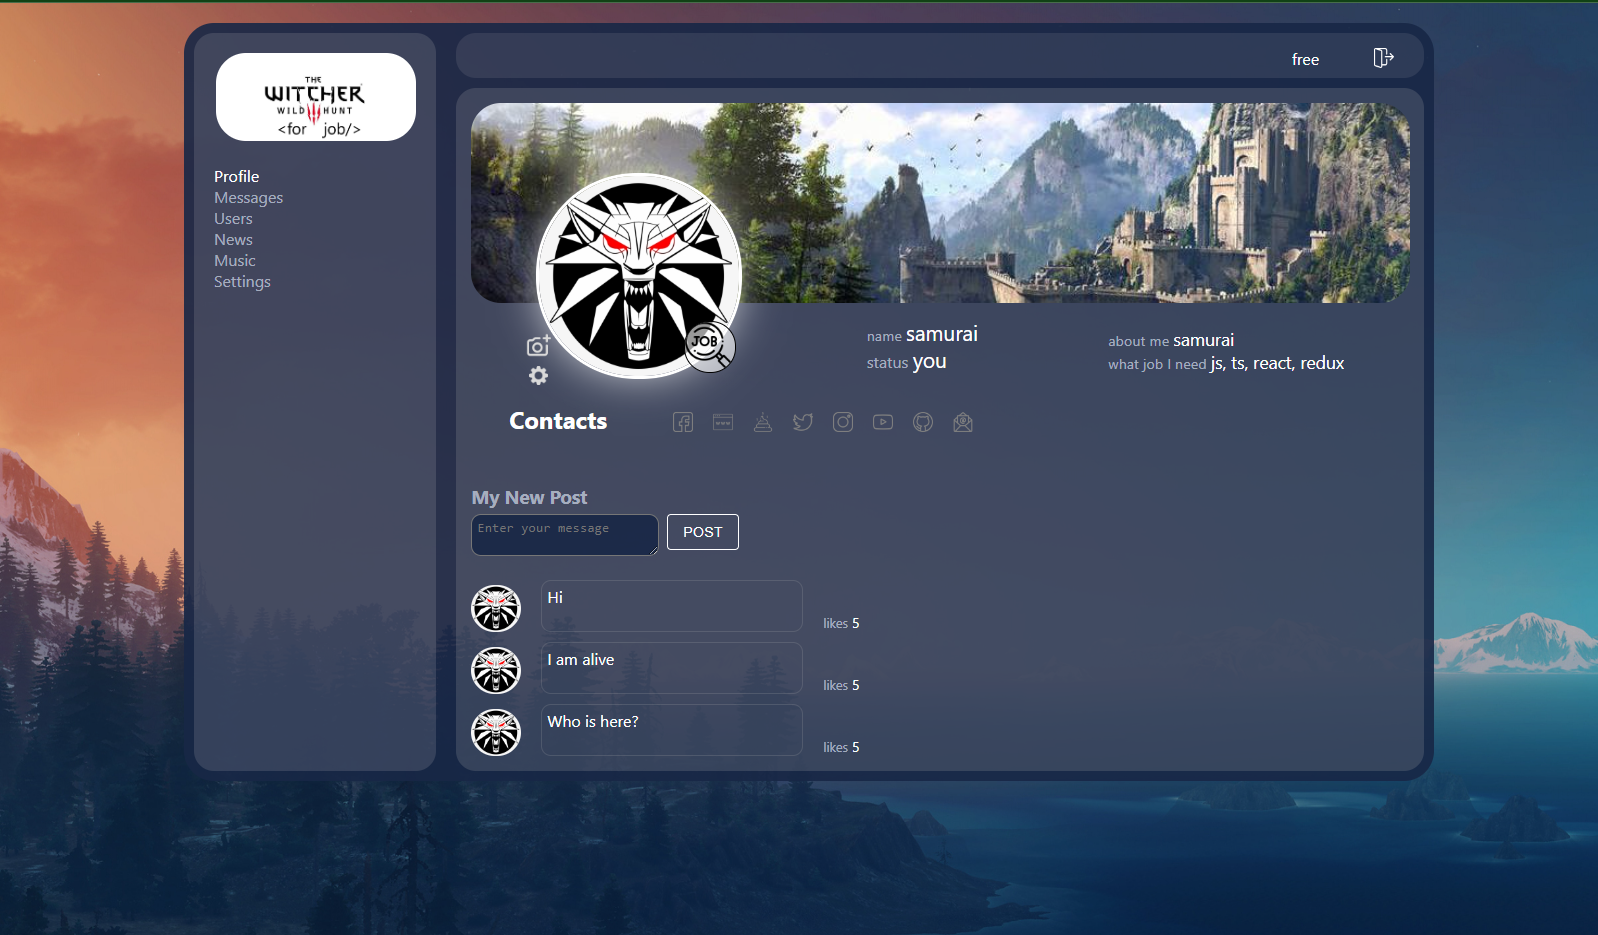 THE
WITCHER
WILD HUNT
<for job/>
Profile
Messages
Users
News
Music
Settings
free
JOB
name samurai
status you
about me samurai
what job I need js, ts, react, redux
Contacts
My New Post
Enter your message
POST
Hi
likes 5
I am alive
likes 5
Who is here?
likes 5